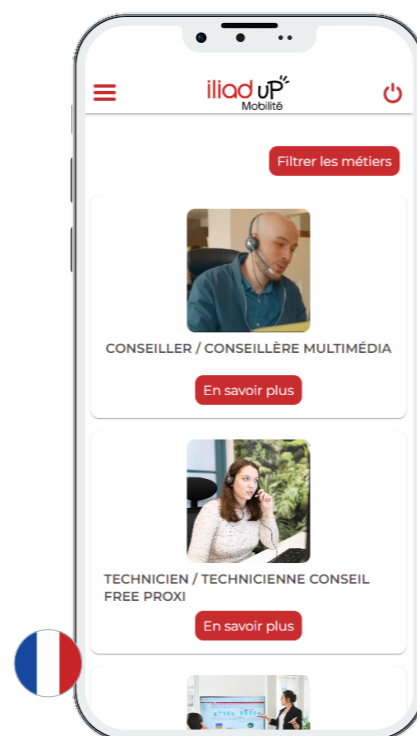 iliad uP
Mobilité
Filtrer les métiers
CONSEILLER / CONSEILLÈRE MULTIMÉDIA
En savoir plus
TECHNICIEN / TECHNICIENNE CONSEIL
FREE PROXI
En savoir plus